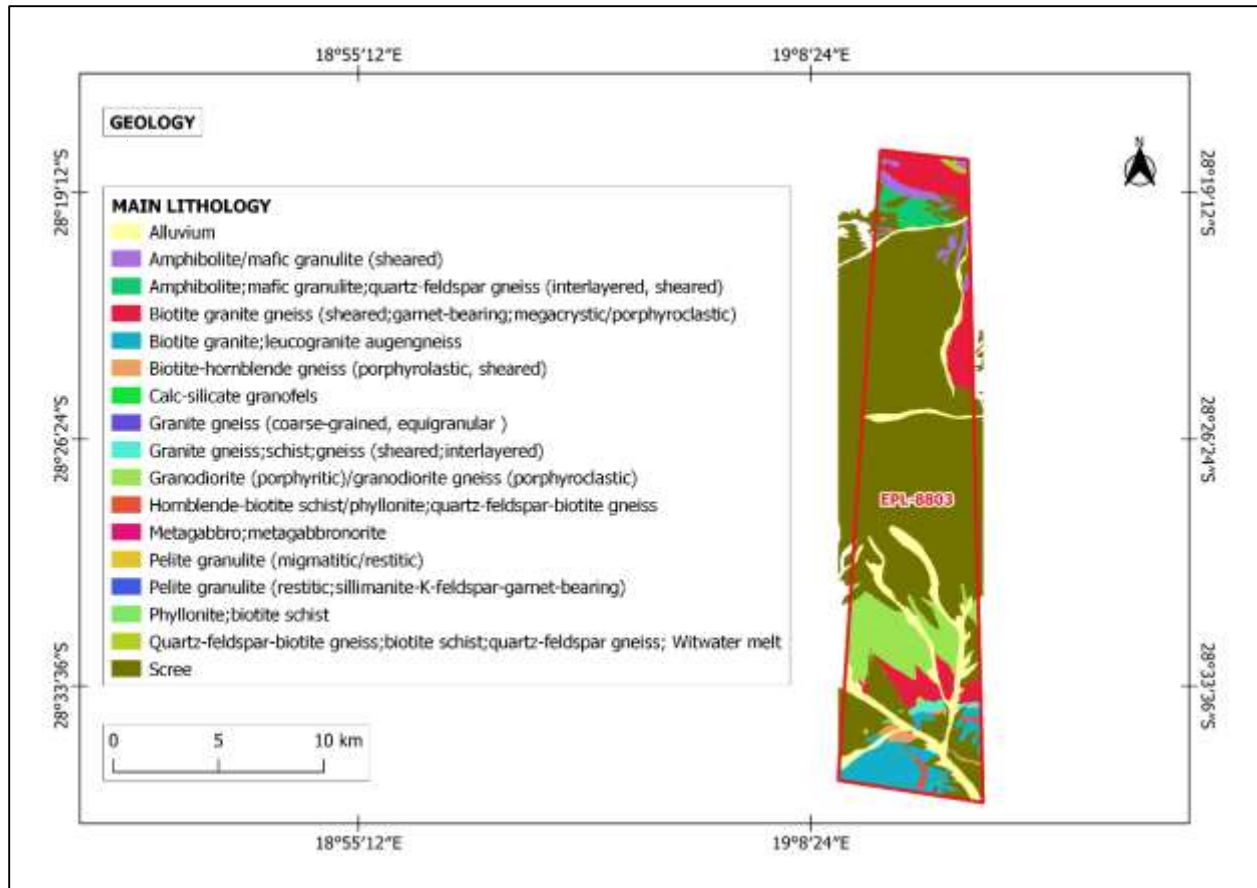 18°55'12"E
19°8'24"E
GEOLOGY
N
28°19'12"S
28°19'12"S
MAIN LITHOLOGY
Alluvium
Amphibolite/mafic granulite (sheared)
Amphibolite;mafic granulite;quartz-feldspar gneiss (interlayered, sheared)
Biotite granite gneiss (sheared;garnet-bearing;megacrystic/porphyroclastic)
Biotite granite;leucogranite augengneiss
Biotite-hornblende gneiss (porphyrolastic, sheared)
Calc-silicate granofels
Granite gneiss (coarse-grained, equigranular )
Granite gneiss;schist;gneiss (sheared;interlayered)
Granodiorite (porphyritic)/granodiorite gneiss (porphyroclastic)
Hornblende-biotite schist/phyllonite;quartz-feldspar-biotite gneiss
Metagabbro;metagabbronorite
Pelite granulite (migmatitic/restitic)
Pelite granulite (restitic;sillimanite-K-feldspar-garnet-bearing)
Phyllonite;biotite schist
Quartz-feldspar-biotite gneiss;biotite schist;quartz-feldspar gneiss; Witwater melt
Scree
28°26'24"S
28°26'24"S
EPL-8803
28°33'36"S
28°33'36"S
0 5 10 km
18°55'12"E
19°8'24"E